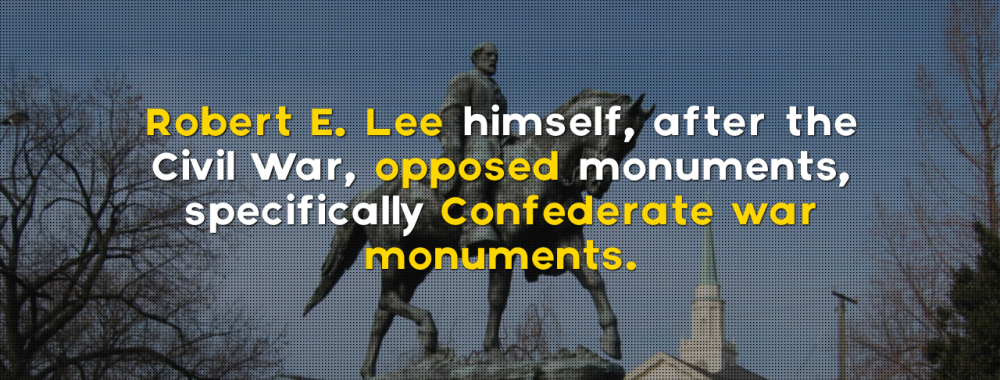 Robert E. Lee himself, after the
Civil War, opposed monuments,
specifically Confederate war
monuments.